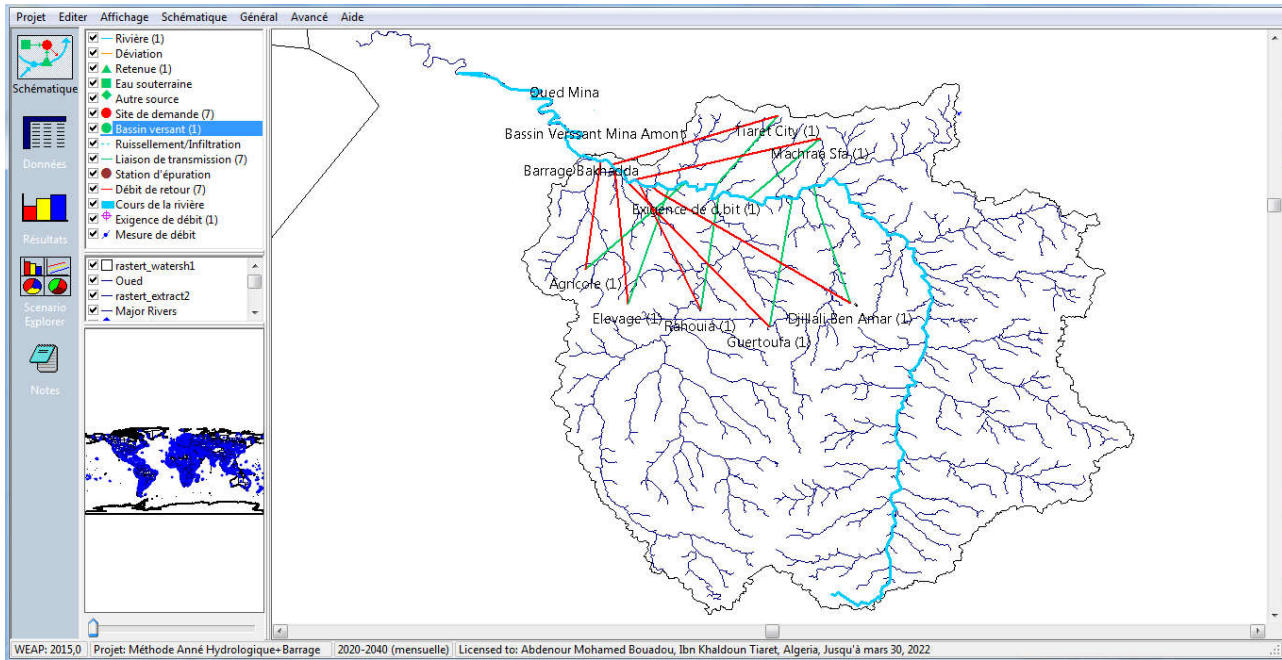 Projet Editer Affichage Schématique Général Avancé Aide
Schématique
Données
Résultats
Scenario
Explorer
Notes
Rivière (1)
Déviation
Retenue (1)
Eau souterraine
Autre source
Site de demande (7)
Bassin versant (1)
Ruissellement/Infiltration
Liaison de transmission (7)
Station d'épuration
Débit de retour (7)
Cours de la rivière
Exigence de débit (1)
Mesure de débit
rastert_watersh1
Oued
rastert_extract2
Major Rivers
Oued Mina
Bassin Verssant Mina Amont
Tiaret City (1)
Machraa Sfa (1)
Barrage Bakhadda
Exigence de d,bit (1)
Agricole (1)
Elevage (1)
Rahouia (1)
Djillali Ben Amar (1)
Guertoufa (1)
WEAP: 2015,0 Projet: Méthode Anné Hydrologique+Barrage 2020-2040 (mensuelle) Licensed to: Abdenour Mohamed Bouadou, Ibn Khaldoun Tiaret, Algeria, Jusqu'à mars 30, 2022